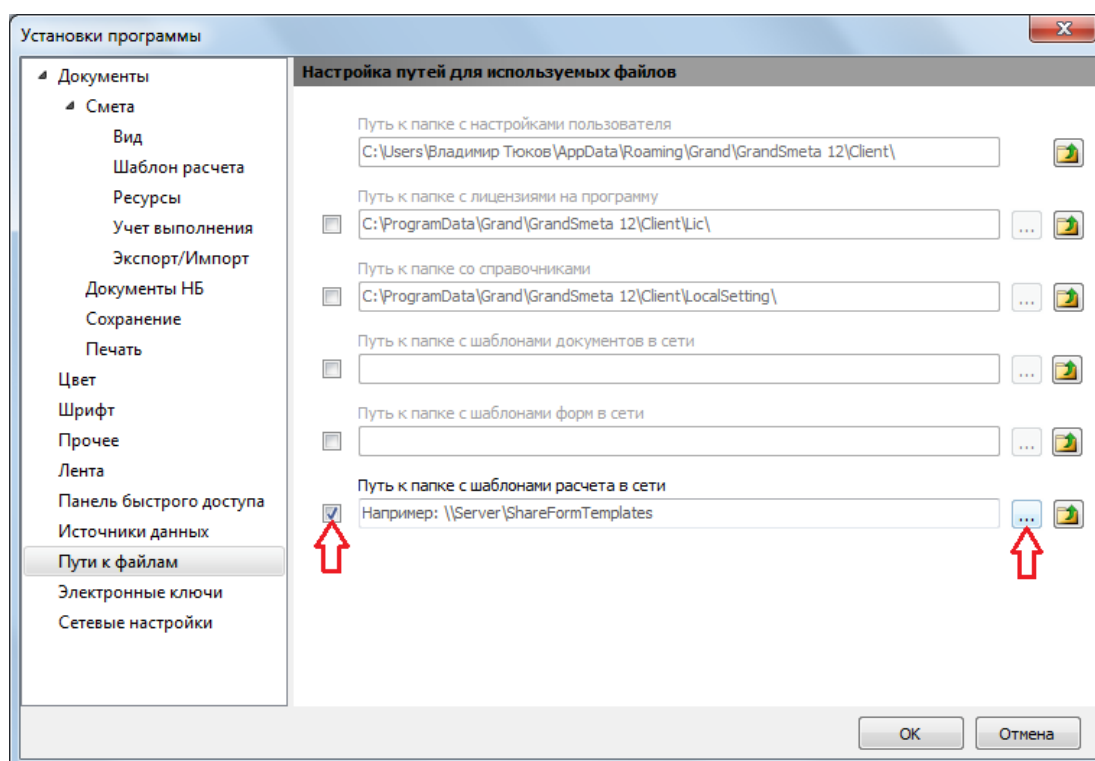 Установки программы
Документы
Смета
Вид
Шаблон расчета
Ресурсы
Учет выполнения
Экспорт/Импорт
Документы НБ
Сохранение
Печать
Цвет
Шрифт
Прочее
Лента
Панель быстрого доступа
Источники данных
Пути к файлам
Электронные ключи
Сетевые настройки
Настройка путей для используемых файлов
Путь к папке с настройками пользователя
C:\Users\Владимир Тюков\AppData\Roaming\Grand\GrandSmeta 12\Client\
Путь к папке с лицензиями на программу
C:\ProgramData\Grand\GrandSmeta 12\Client\Lic\
...
Путь к папке со справочниками
C:\ProgramData\Grand\GrandSmeta 12\Client\LocalSetting\
...
Путь к папке с шаблонами документов в сети
...
Путь к папке с шаблонами форм в сети
...
Путь к папке с шаблонами расчета в сети
Например: \\Server\ShareFormTemplates
...
OK
Отмена